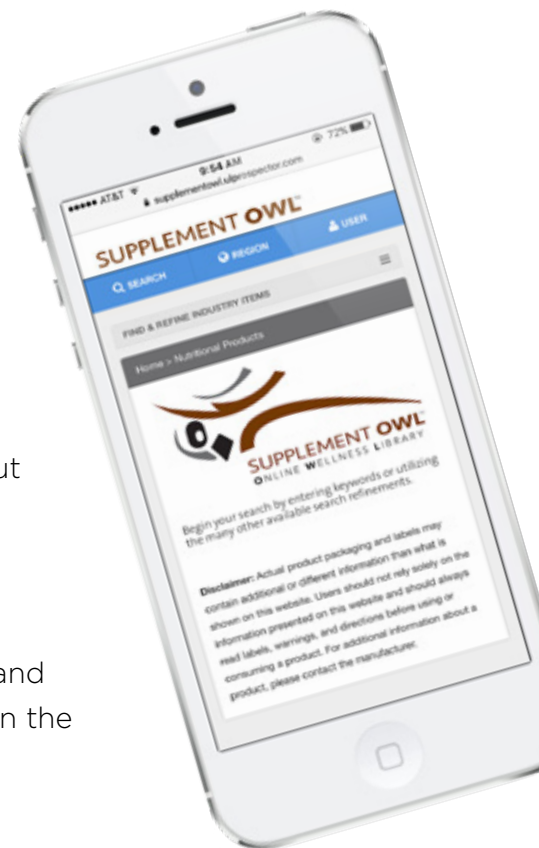 ●●●●● AT&T 9:54 AM 72%
supplementowl.ulprospector.com
SUPPLEMENT OWL™
SEARCH REGION USER
FIND & REFINE INDUSTRY ITEMS
Home > Nutritional Products
SUPPLEMENT OWL™
ONLINE WELLNESS LIBRARY
Begin your search by entering keywords or utilizing
the many other available search refinements.
Disclaimer: Actual product packaging and labels may
contain additional or different information than what is
shown on this website. Users should not rely solely on the
information presented on this website and should always
read labels, warnings, and directions before using or
consuming a product. For additional information about a
product, please contact the manufacturer.
ut
and
n the